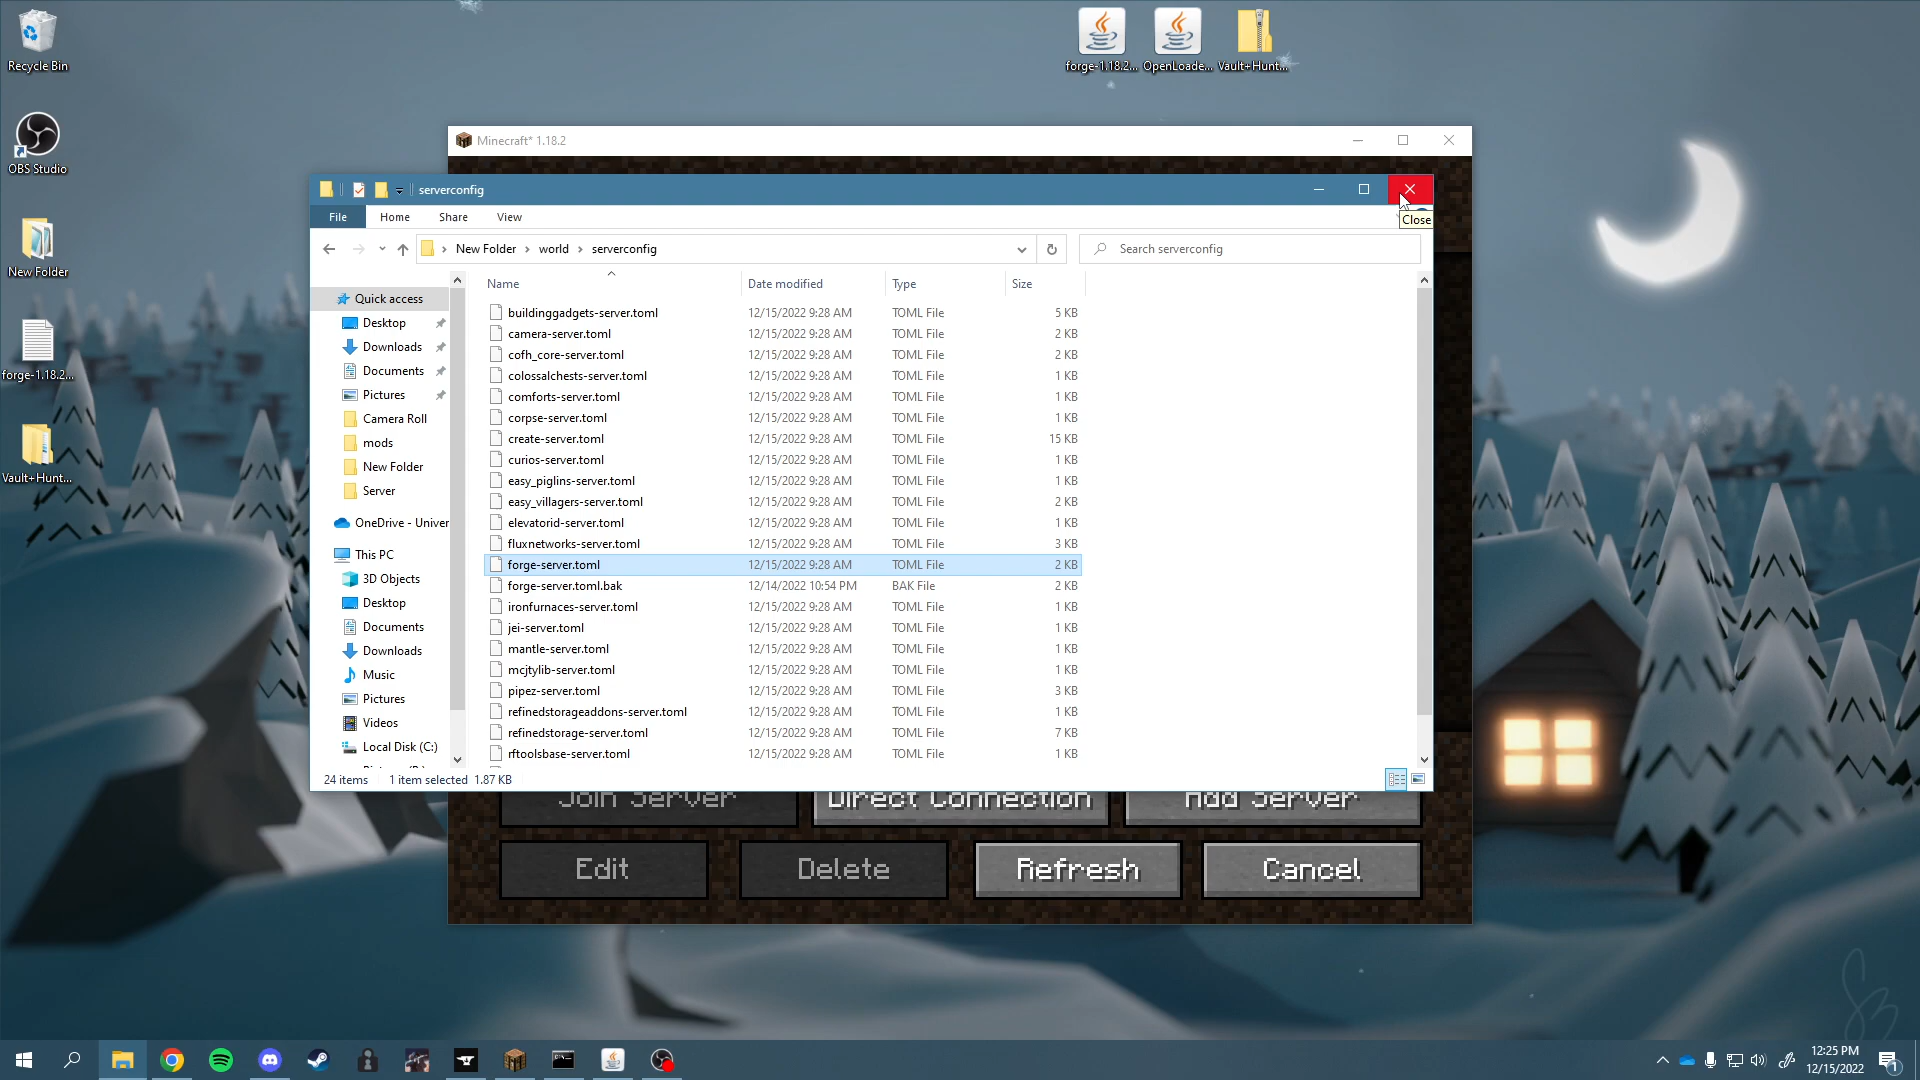 Recycle Bin
OBS Studio
New Folder
forge-1.18.2...
Vault+Hunt...
forge-1.18.2...
OpenLoade...
Vault+Hunt...
Minecraft* 1.18.2
serverconfig
Close
File
Home
Share
View
New Folder
world
serverconfig
Search serverconfig
Quick access
Desktop
Downloads
Documents
Pictures
Camera Roll
mods
New Folder
Server
OneDrive - Univer
This PC
3D Objects
Desktop
Documents
Downloads
Music
Pictures
Videos
Local Disk (C:)
Name Date modified Type Size
buildinggadgets-server.toml 12/15/2022 9:28 AM TOML File 5 KB
camera-server.toml 12/15/2022 9:28 AM TOML File 2 KB
cofh_core-server.toml 12/15/2022 9:28 AM TOML File 2 KB
colossalchests-server.toml 12/15/2022 9:28 AM TOML File 1 KB
comforts-server.toml 12/15/2022 9:28 AM TOML File 1 KB
corpse-server.toml 12/15/2022 9:28 AM TOML File 1 KB
create-server.toml 12/15/2022 9:28 AM TOML File 15 KB
curios-server.toml 12/15/2022 9:28 AM TOML File 1 KB
easy_piglins-server.toml 12/15/2022 9:28 AM TOML File 1 KB
easy_villagers-server.toml 12/15/2022 9:28 AM TOML File 2 KB
elevatorid-server.toml 12/15/2022 9:28 AM TOML File 1 KB
fluxnetworks-server.toml 12/15/2022 9:28 AM TOML File 3 KB
forge-server.toml 12/15/2022 9:28 AM TOML File 2 KB
forge-server.toml.bak 12/14/2022 10:54 PM BAK File 2 KB
ironfurnaces-server.toml 12/15/2022 9:28 AM TOML File 1 KB
jei-server.toml 12/15/2022 9:28 AM TOML File 1 KB
mantle-server.toml 12/15/2022 9:28 AM TOML File 1 KB
mcjtylib-server.toml 12/15/2022 9:28 AM TOML File 1 KB
pipez-server.toml 12/15/2022 9:28 AM TOML File 3 KB
refinedstorageaddons-server.toml 12/15/2022 9:28 AM TOML File 1 KB
refinedstorage-server.toml 12/15/2022 9:28 AM TOML File 7 KB
rftoolsbase-server.toml 12/15/2022 9:28 AM TOML File 1 KB
24 items 1 item selected 1.87 KB
Join Server Direct Connection Add Server
Edit Delete Refresh Cancel
12:25 PM
12/15/2022
1